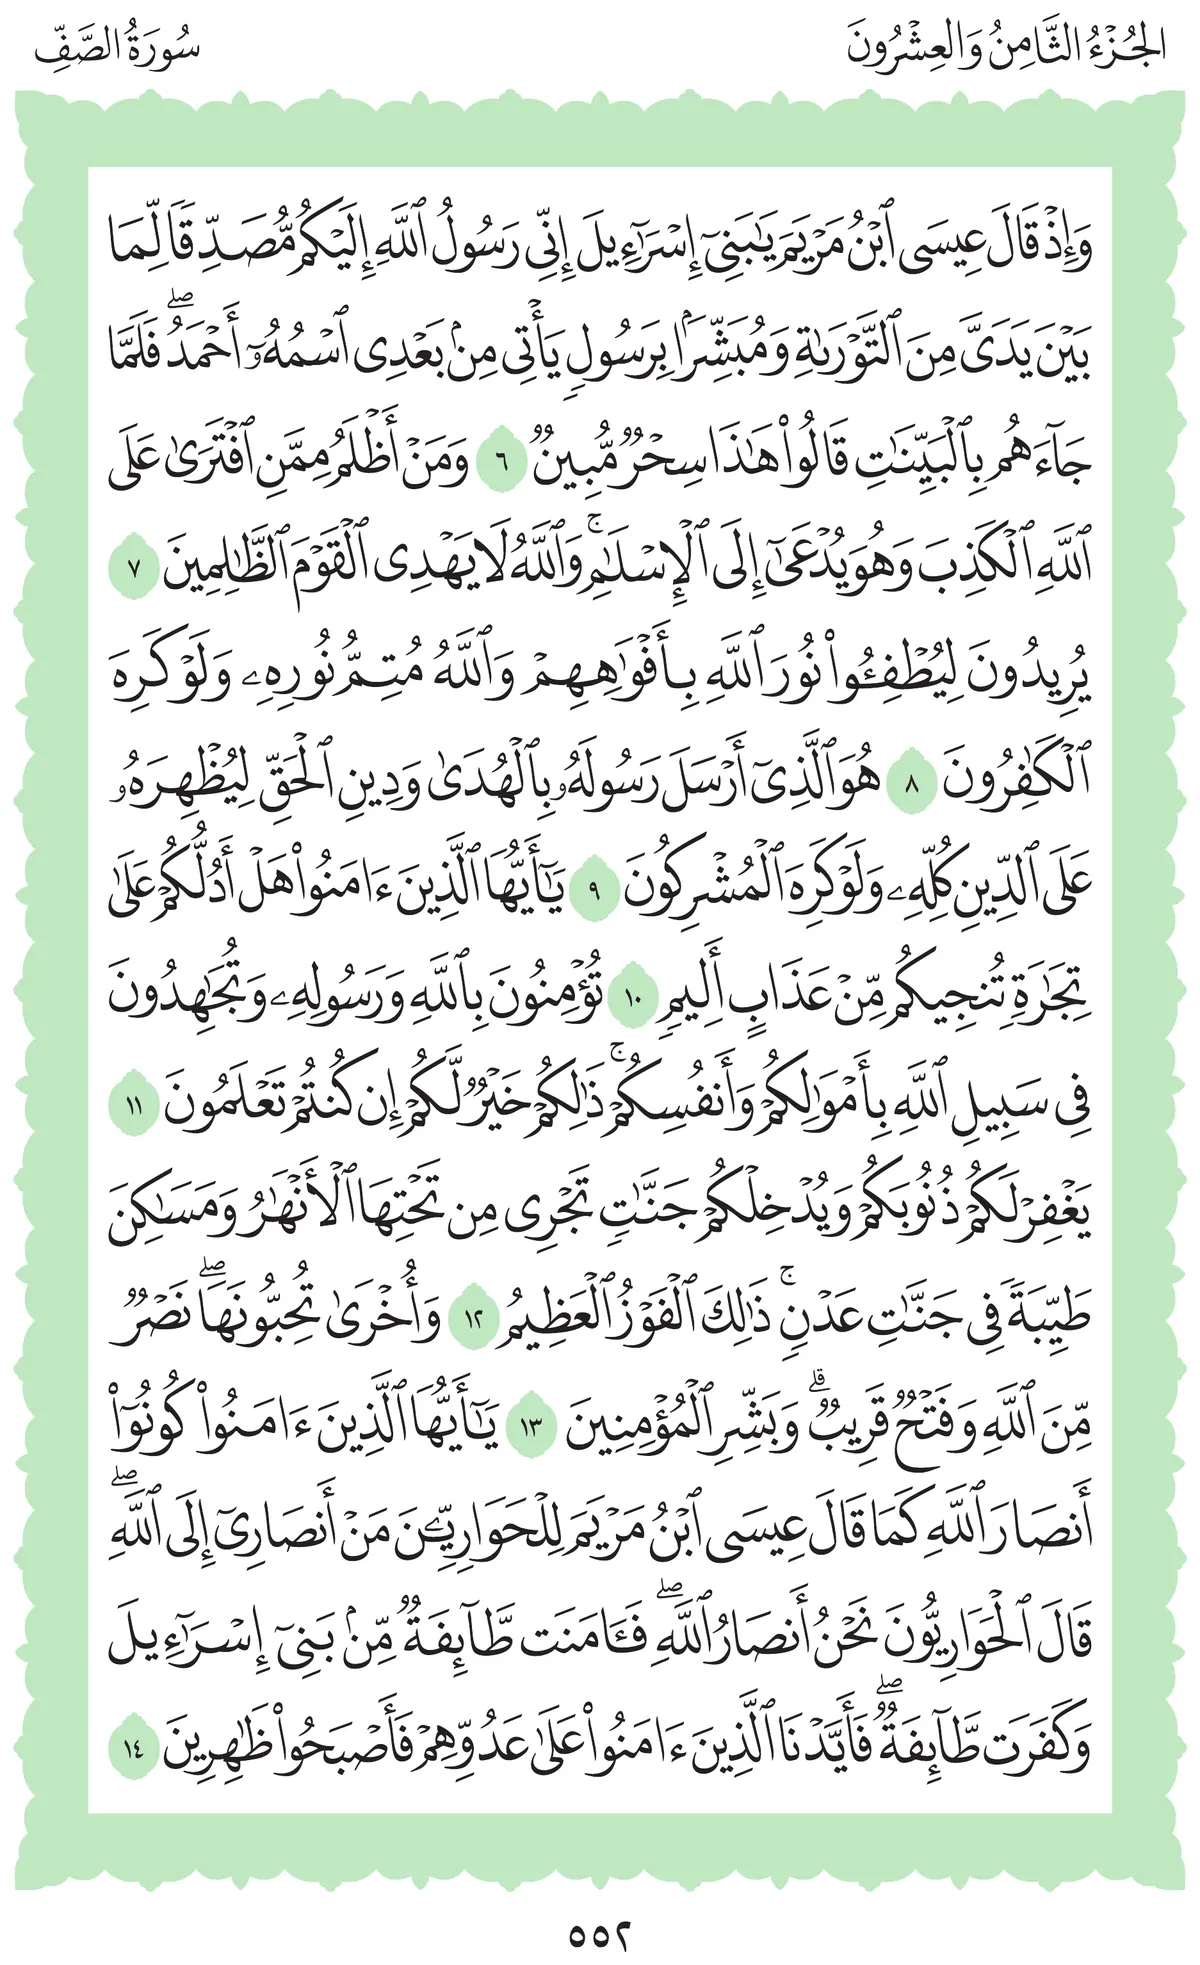 الجُزْءُ الثَّامِنُ وَالعِشْرُونَ سُورَةُ الصَّفِّ
وَإِذۡ قَالَ عِيسَى ٱبۡنُ مَرۡيَمَ يَٰبَنِيٓ إِسۡرَٰٓءِيلَ إِنِّي رَسُولُ ٱللَّهِ إِلَيۡكُم مُّصَدِّقٗا لِّمَا
بَيۡنَ يَدَيَّ مِنَ ٱلتَّوۡرَىٰةِ وَمُبَشِّرَۢا بِرَسُولٖ يَأۡتِي مِنۢ بَعۡدِي ٱسۡمُهُۥٓ أَحۡمَدُۖ فَلَمَّا
جَآءَهُم بِٱلۡبَيِّنَٰتِ قَالُواْ هَٰذَا سِحۡرٞ مُّبِينٞ ٦ وَمَنۡ أَظۡلَمُ مِمَّنِ ٱفۡتَرَىٰ عَلَى
ٱللَّهِ ٱلۡكَذِبَ وَهُوَ يُدۡعَىٰٓ إِلَى ٱلۡإِسۡلَٰمِۚ وَٱللَّهُ لَا يَهۡدِي ٱلۡقَوۡمَ ٱلظَّٰلِمِينَ ٧
يُرِيدُونَ لِيُطۡفِـُٔواْ نُورَ ٱللَّهِ بِأَفۡوَٰهِهِمۡ وَٱللَّهُ مُتِمُّ نُورِهِۦ وَلَوۡ كَرِهَ
ٱلۡكَٰفِرُونَ ٨ هُوَ ٱلَّذِيٓ أَرۡسَلَ رَسُولَهُۥ بِٱلۡهُدَىٰ وَدِينِ ٱلۡحَقِّ لِيُظۡهِرَهُۥ
عَلَى ٱلدِّينِ كُلِّهِۦ وَلَوۡ كَرِهَ ٱلۡمُشۡرِكُونَ ٩ يَٰٓأَيُّهَا ٱلَّذِينَ ءَامَنُواْ هَلۡ أَدُلُّكُمۡ عَلَىٰ
تِجَٰرَةٖ تُنجِيكُم مِّنۡ عَذَابٍ أَلِيمٖ ١٠ تُؤۡمِنُونَ بِٱللَّهِ وَرَسُولِهِۦ وَتُجَٰهِدُونَ
فِي سَبِيلِ ٱللَّهِ بِأَمۡوَٰلِكُمۡ وَأَنفُسِكُمۡۚ ذَٰلِكُمۡ خَيۡرٞ لَّكُمۡ إِن كُنتُمۡ تَعۡلَمُونَ ١١
يَغۡفِرۡ لَكُمۡ ذُنُوبَكُمۡ وَيُدۡخِلۡكُمۡ جَنَّٰتٖ تَجۡرِي مِن تَحۡتِهَا ٱلۡأَنۡهَٰرُ وَمَسَٰكِنَ
طَيِّبَةٗ فِي جَنَّٰتِ عَدۡنٖۚ ذَٰلِكَ ٱلۡفَوۡزُ ٱلۡعَظِيمُ ١٢ وَأُخۡرَىٰ تُحِبُّونَهَاۖ نَصۡرٞ
مِّنَ ٱللَّهِ وَفَتۡحٞ قَرِيبٞۗ وَبَشِّرِ ٱلۡمُؤۡمِنِينَ ١٣ يَٰٓأَيُّهَا ٱلَّذِينَ ءَامَنُواْ كُونُوٓاْ
أَنصَارَ ٱللَّهِ كَمَا قَالَ عِيسَى ٱبۡنُ مَرۡيَمَ لِلۡحَوَارِيِّـۧنَ مَنۡ أَنصَارِيٓ إِلَى ٱللَّهِۖ
قَالَ ٱلۡحَوَارِيُّونَ نَحۡنُ أَنصَارُ ٱللَّهِۖ فَـَٔامَنَت طَّآئِفَةٞ مِّنۢ بَنِيٓ إِسۡرَٰٓءِيلَ
وَكَفَرَت طَّآئِفَةٞۖ فَأَيَّدۡنَا ٱلَّذِينَ ءَامَنُواْ عَلَىٰ عَدُوِّهِمۡ فَأَصۡبَحُواْ ظَٰهِرِينَ ١٤
٥٥٢